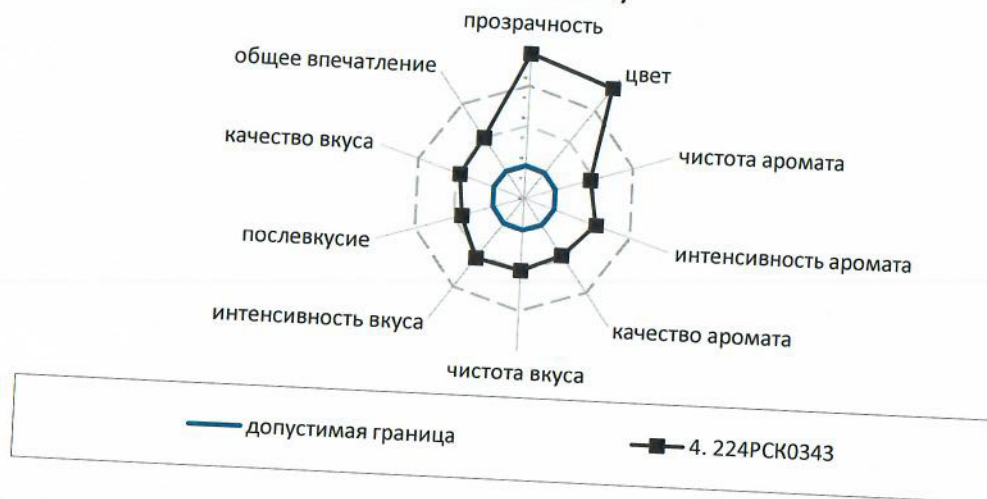 прозрачность
общее впечатление
цвет
качество вкуса
чистота аромата
послевкусие
интенсивность аромата
интенсивность вкуса
качество аромата
чистота вкуса
допустимая граница
4. 224РСК0343